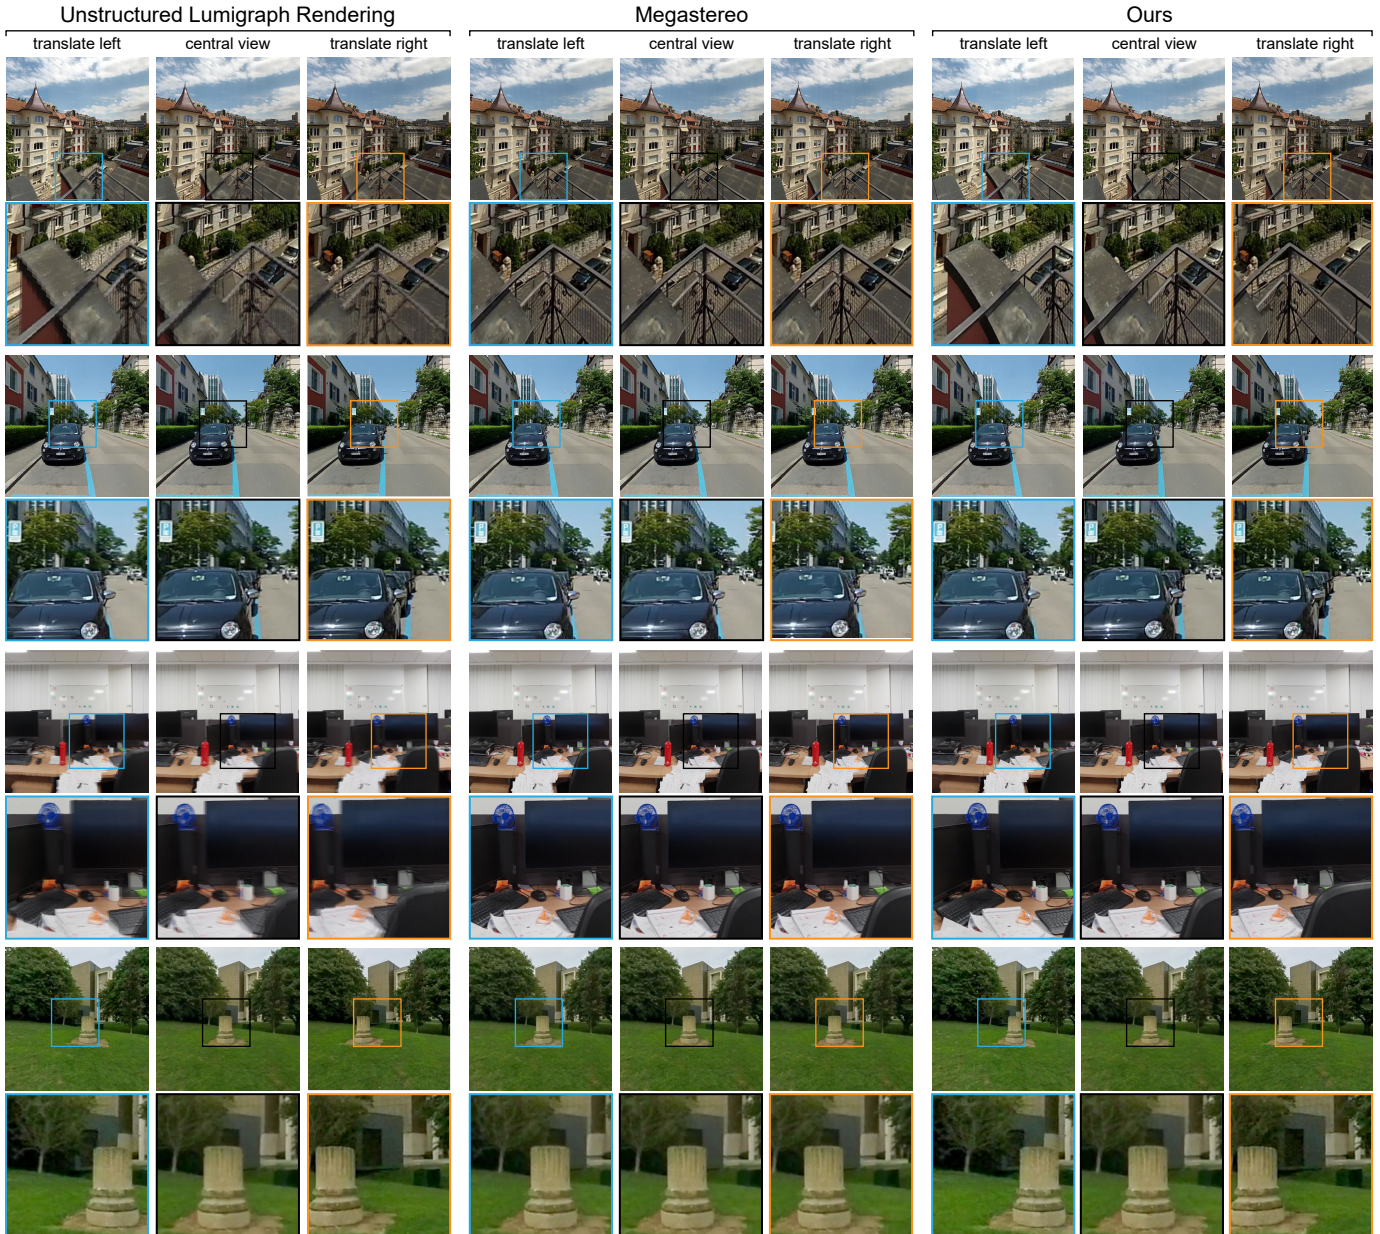 Unstructured Lumigraph Rendering
Megastereo
Ours
translate left
central view
translate right
translate left
central view
translate right
translate left
central view
translate right
P
P
P
P
P
P
P
P
P